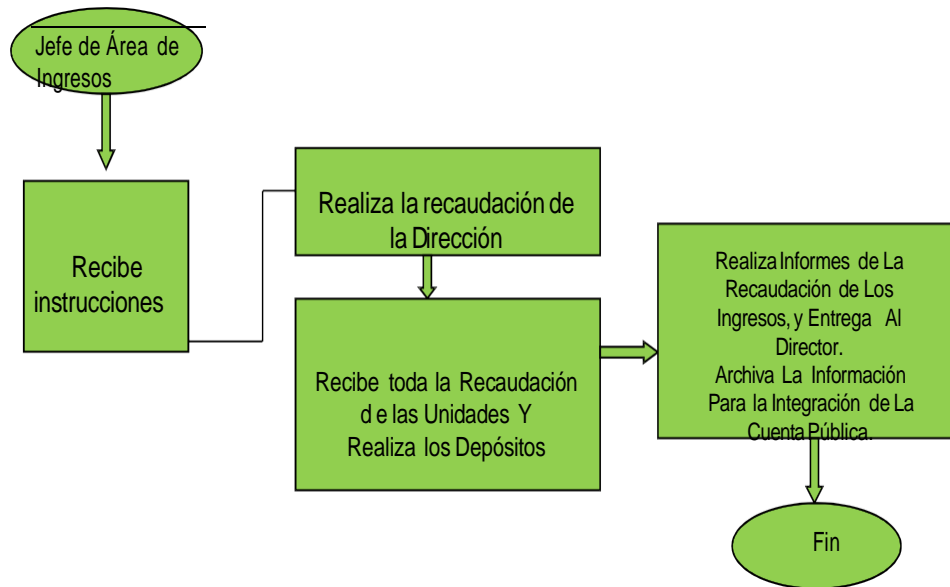 Jefe de Área de
Ingresos
Recibe
instrucciones
Realiza la recaudación de
la Dirección
Recibe toda la Recaudación
d e las Unidades Y
Realiza los Depósitos
Realiza Informes de La
Recaudación de Los
Ingresos, y Entrega Al
Director.
Archiva La Información
Para la Integración de La
Cuenta Pública.
Fin